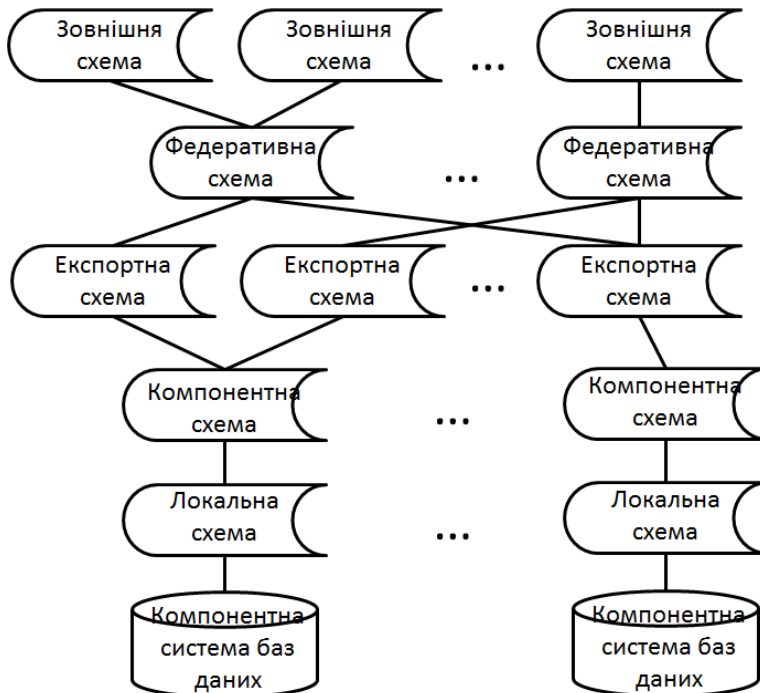 Зовнішня
схема
Зовнішня
схема
...
Зовнішня
схема
Федеративна
схема
...
Федеративна
схема
Експортна
схема
Експортна
схема
...
Експортна
схема
Компонентна
схема
...
Компонентна
схема
Локальна
схема
...
Локальна
схема
Компонентна
система баз
даних
Компонентна
система баз
даних